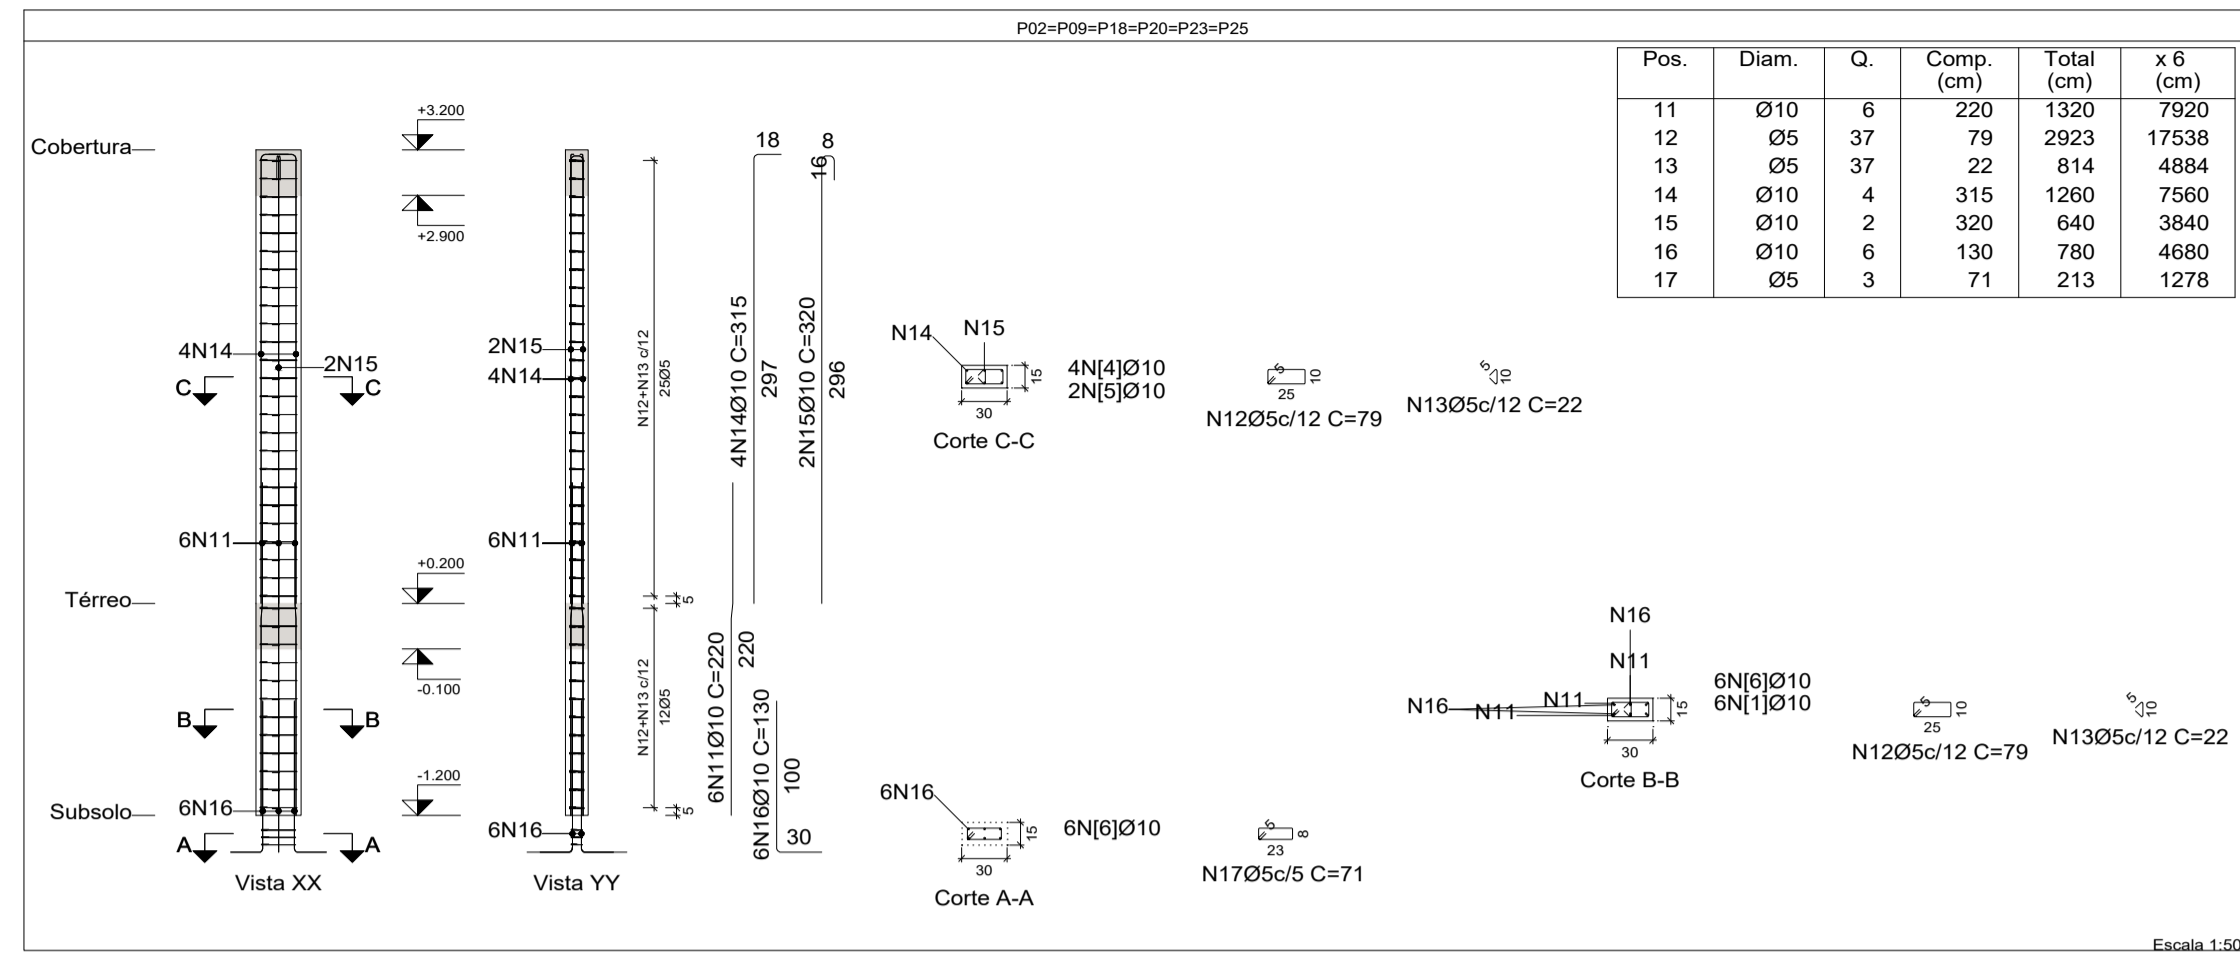 P02=P09=P18=P20=P23=P25
Pos. Diam. Q. Comp. (cm) Total (cm) x 6 (cm)
11 Ø10 6 220 1320 7920
12 Ø5 37 79 2923 17538
13 Ø5 37 22 814 4884
14 Ø10 4 315 1260 7560
15 Ø10 2 320 640 3840
16 Ø10 6 130 780 4680
17 Ø5 3 71 213 1278
Cobertura
Térreo
Subsolo
4N14
2N15
C
C
6N11
B
B
6N16
A
A
Vista XX
+3.200
+2.900
+0.200
-0.100
-1.200
2N15
4N14
6N11
6N16
Vista YY
N12+N13 c/12
25Ø5
5
N12+N13 c/12
12Ø5
5
18
4N14Ø10 C=315
297
8
16
2N15Ø10 C=320
296
6N11Ø10 C=220
220
6N16Ø10 C=130
100
30
N14
N15
15
30
4N[4]Ø10
2N[5]Ø10
Corte C-C
5
10
25
N12Ø5c/12 C=79
5
10
N13Ø5c/12 C=22
N16
N11
N16
N11
N11
15
30
6N[6]Ø10
6N[1]Ø10
Corte B-B
5
10
25
N12Ø5c/12 C=79
5
10
N13Ø5c/12 C=22
6N16
15
30
6N[6]Ø10
Corte A-A
5
8
23
N17Ø5c/5 C=71
Escala 1:50